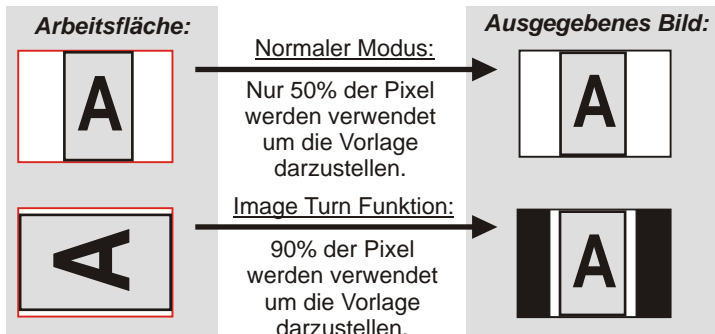 Arbeitsfläche:
Ausgegebenes Bild:
Normaler Modus:
A
A
Nur 50% der Pixel
werden verwendet
um die Vorlage
darzustellen.
Image Turn Funktion:
A
A
90% der Pixel
werden verwendet
um die Vorlage
darzustellen.